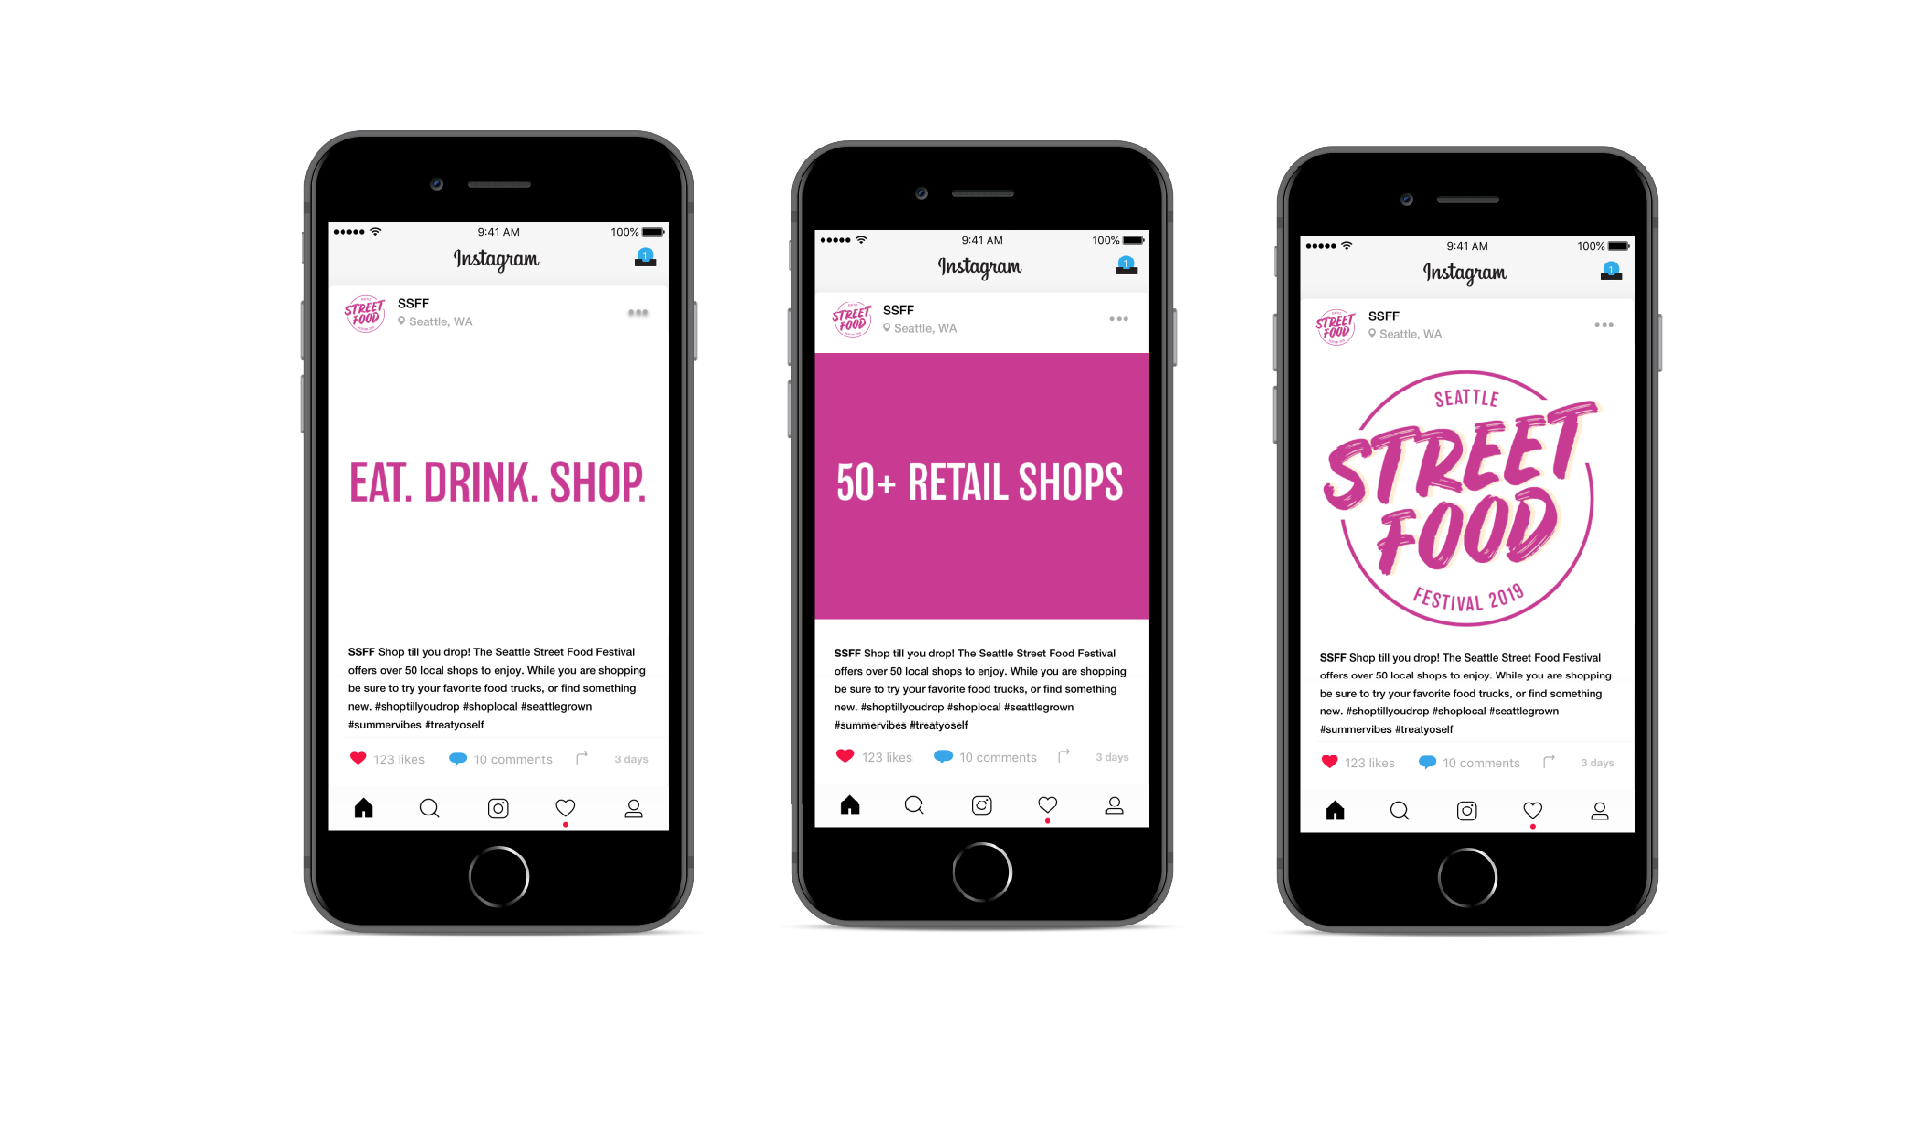 9:41 AM
100%
Instagram
1
STREET
FOOD
SSFF
Seattle, WA
EAT. DRINK. SHOP.
SSFF Shop till you drop! The Seattle Street Food Festival
offers over 50 local shops to enjoy. While you are shopping
be sure to try your favorite food trucks, or find something
new. #shoptillyoudrop #shoplocal #seattlegrown
#summervibes #treatyoself
123 likes
10 comments
3 days
9:41 AM
100%
Instagram
1
STREET
FOOD
SSFF
Seattle, WA
50+ RETAIL SHOPS
SSFF Shop till you drop! The Seattle Street Food Festival
offers over 50 local shops to enjoy. While you are shopping
be sure to try your favorite food trucks, or find something
new. #shoptillyoudrop #shoplocal #seattlegrown
#summervibes #treatyoself
123 likes
10 comments
3 days
9:41 AM
100%
Instagram
1
STREET
FOOD
SSFF
Seattle, WA
SEATTLE
STREET
FOOD
FESTIVAL 2019
SSFF Shop till you drop! The Seattle Street Food Festival
offers over 50 local shops to enjoy. While you are shopping
be sure to try your favorite food trucks, or find something
new. #shoptillyoudrop #shoplocal #seattlegrown
#summervibes #treatyoself
123 likes
10 comments
3 days